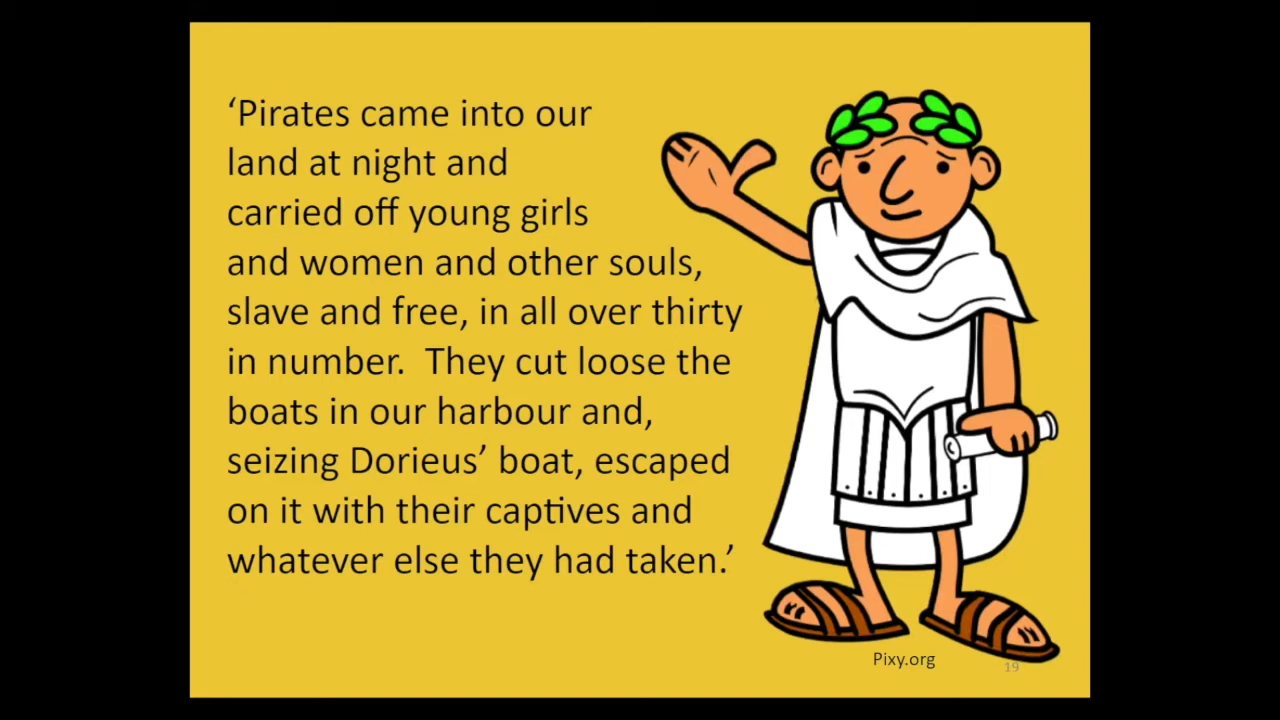 ‘Pirates came into our
land at night and
carried off young girls
and women and other souls,
slave and free, in all over thirty
in number.  They cut loose the
boats in our harbour and,
seizing Dorieus’ boat, escaped
on it with their captives and
whatever else they had taken.’
Pixy.org
19